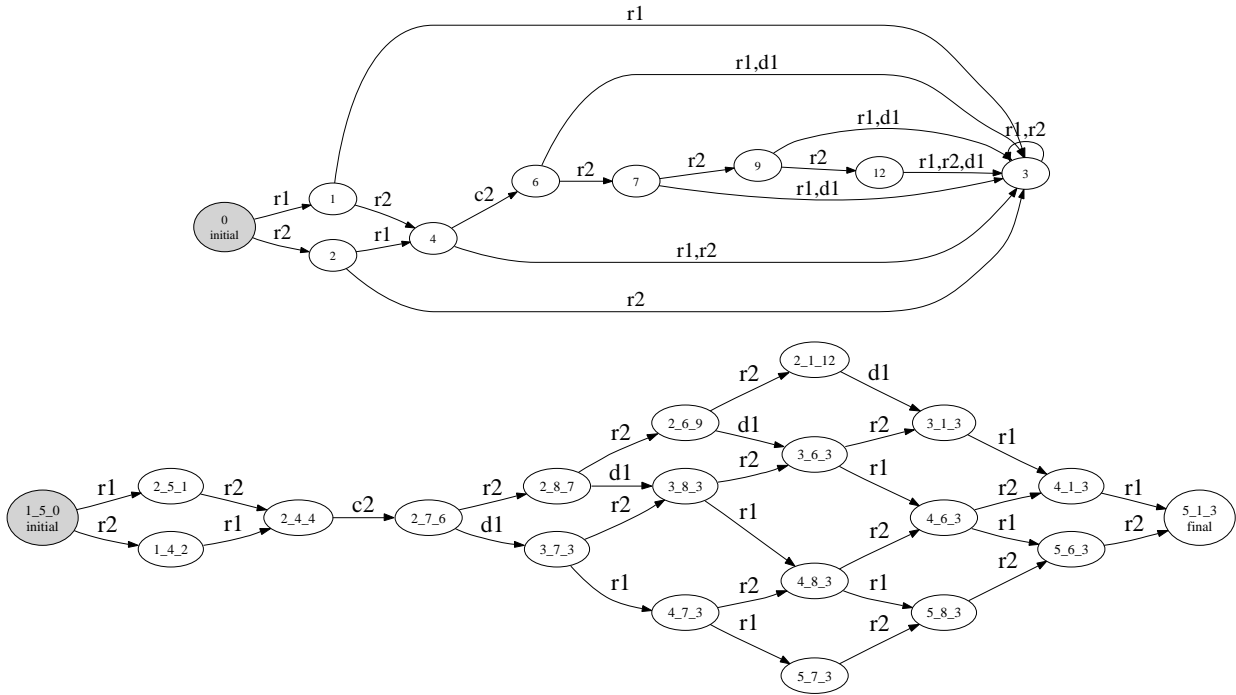 r1
r1,d1
r1,d1
r1,r2
9
r2
r2
r1,r2,d1
6
r2
7
12
3
c2
r1,d1
r1
1
r2
0
initial
r2
r1
4
2
r1,r2
r2
2_1_12
r2
d1
2_6_9
d1
r2
3_1_3
r2
3_6_3
r1
r1
2_5_1
r2
2_8_7
d1
3_8_3
r2
r1
r2
4_1_3
r1
1_5_0
initial
c2
r2
2_4_4
2_7_6
r2
r1
4_6_3
r1
5_1_3
final
r2
r1
d1
r2
r2
1_4_2
3_7_3
5_6_3
r1
4_8_3
r1
r2
4_7_3
r2
5_8_3
r1
r2
5_7_3